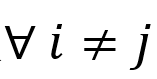 ∀ i ≠ j